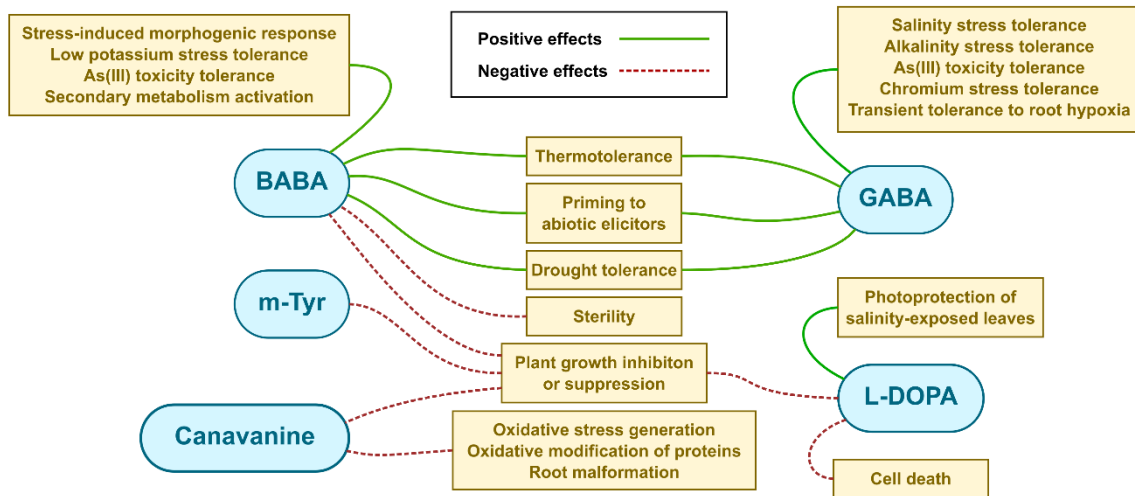 Stress-induced morphogenic response
Low potassium stress tolerance
As(III) toxicity tolerance
Secondary metabolism activation
Positive effects
Negative effects
Salinity stress tolerance
Alkalinity stress tolerance
As(III) toxicity tolerance
Chromium stress tolerance
Transient tolerance to root hypoxia
BABA
Thermotolerance
Priming to
abiotic elicitors
Drought tolerance
GABA
m-Tyr
Sterility
Photoprotection of
salinity-exposed leaves
Plant growth inhibiton
or suppression
L-DOPA
Canavanine
Oxidative stress generation
Oxidative modification of proteins
Root malformation
Cell death